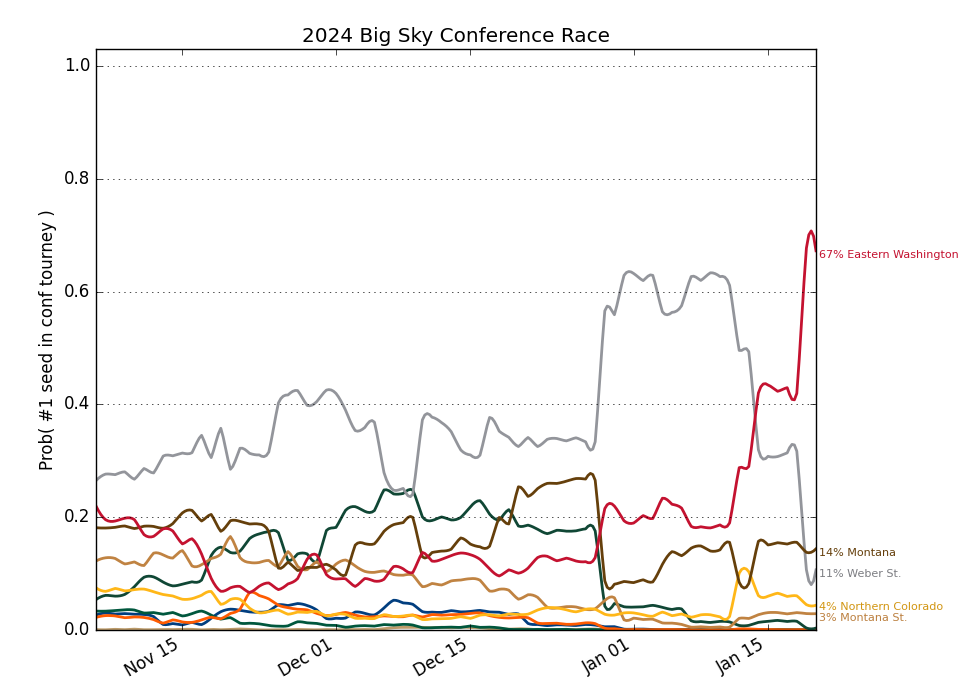 2024 Big Sky Conference Race
Prob( #1 seed in conf tourney )
1.0
0.8
0.6
0.4
0.2
0.0
67% Eastern Washington
14% Montana
11% Weber St.
4% Northern Colorado
3% Montana St.
Nov 15
Dec 01
Dec 15
Jan 01
Jan 15